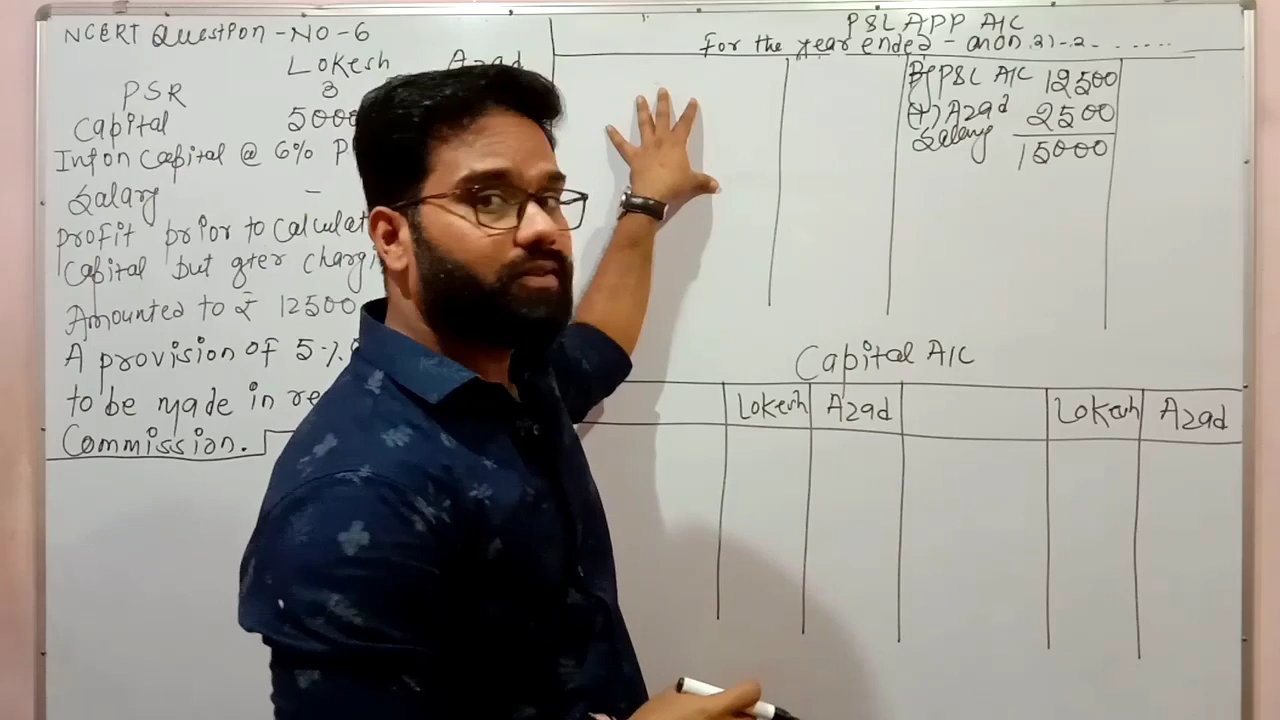 NCERT Question - NO - 6
Lokesh Azad
PSR 3
Capital 5000
Int on Capital @ 6% P
Salary -
Profit prior to Calculat
Capital but after Chargi
Amounted to ₹ 12500
A provision of 5%
to be made in re
Commission.
P&L APP A/C
For the year ended
P&L A/C 12500
(+) Azad 2500
Salary
15000
Capital A/C
Lokesh Azad Lokesh Azad